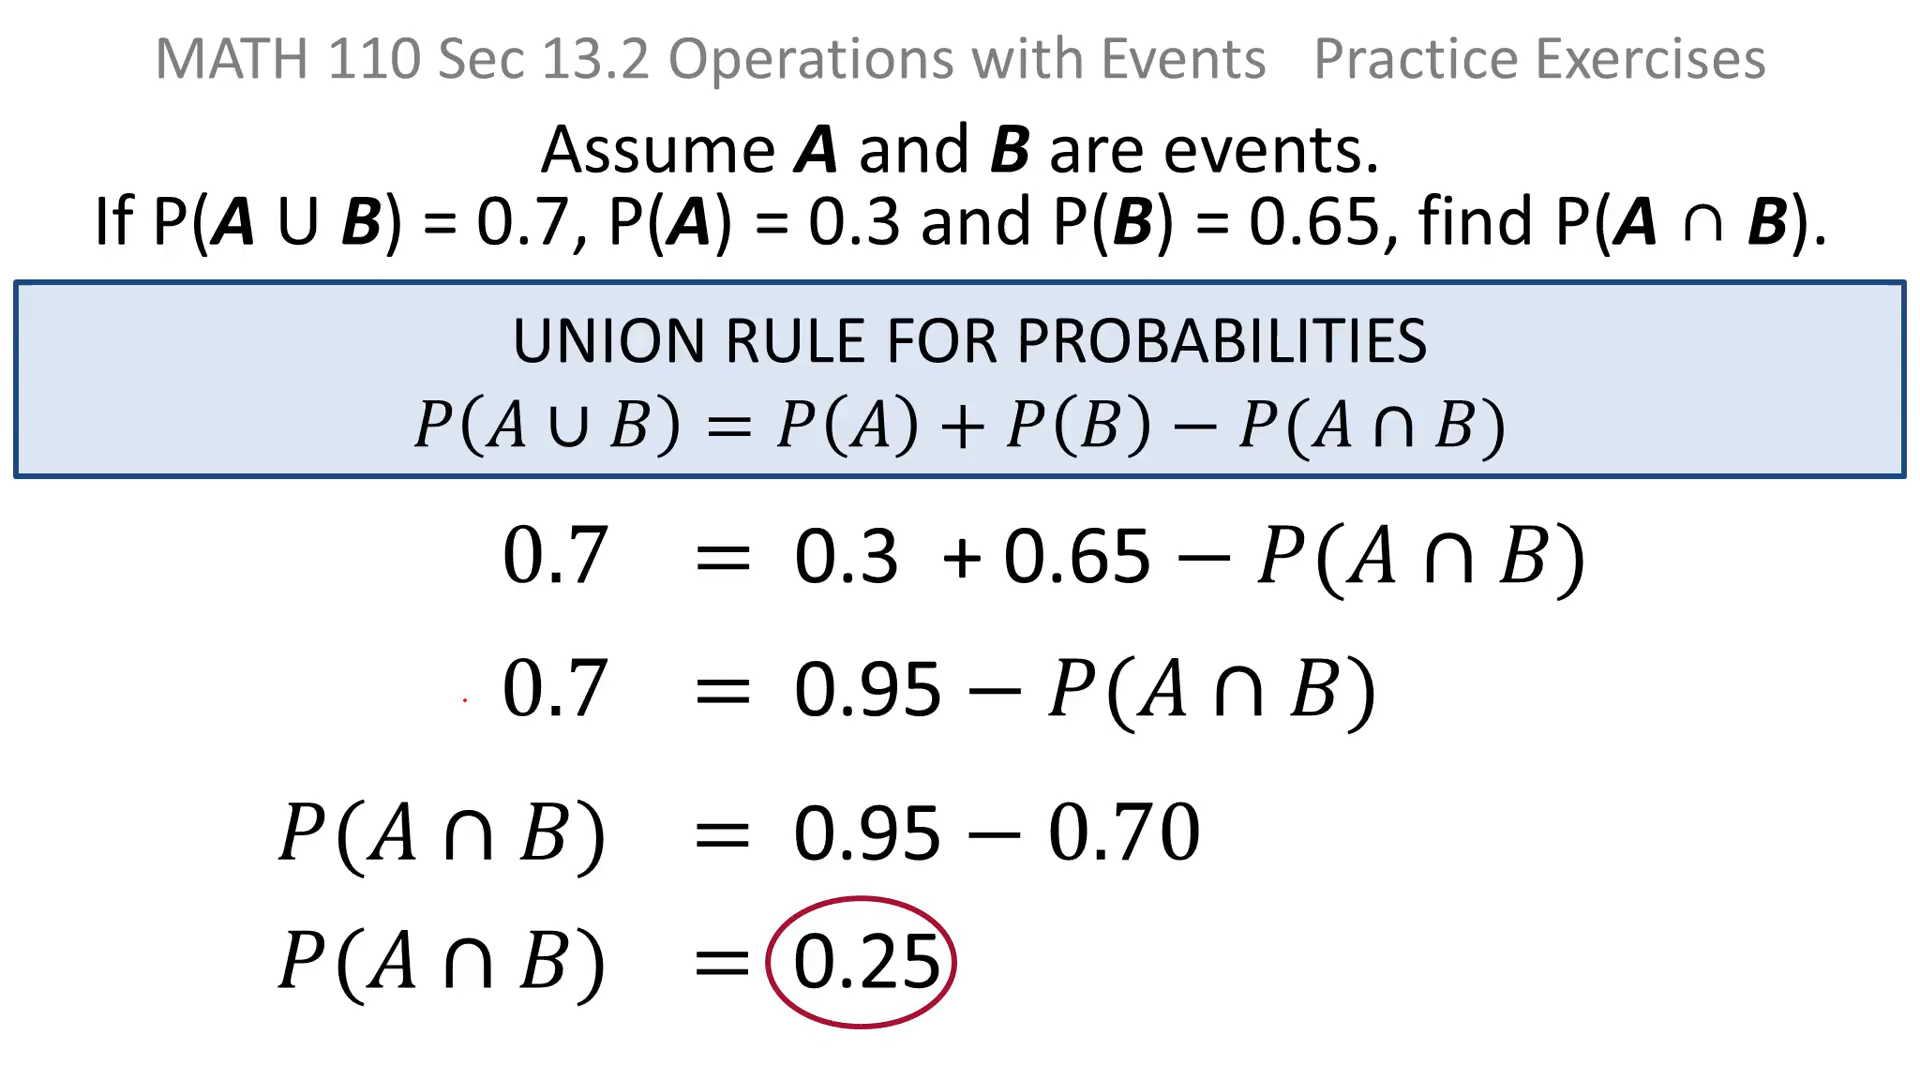 MATH 110 Sec 13.2 Operations with Events Practice Exercises
Assume A and B are events.
If P(A ∪ B) = 0.7, P(A) = 0.3 and P(B) = 0.65, find P(A ∩ B).
UNION RULE FOR PROBABILITIES
P(A ∪ B) = P(A) + P(B) − P(A ∩ B)
0.7 = 0.3 + 0.65 − P(A ∩ B)
0.7 = 0.95 − P(A ∩ B)
P(A ∩ B) = 0.95 − 0.70
P(A ∩ B) = 0.25